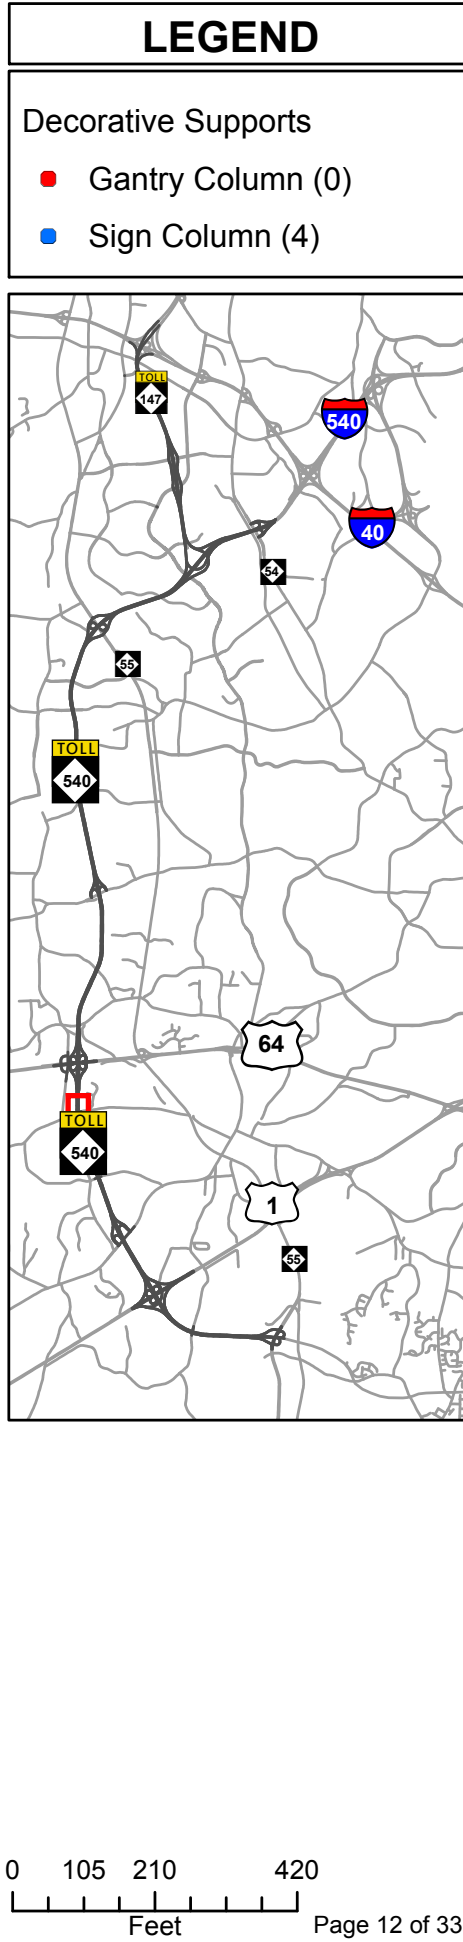 LEGEND
Decorative Supports
Gantry Column (0)
Sign Column (4)
TOLL
147
540
40
54
55
TOLL
540
64
TOLL
540
1
55
0 105 210 420
Feet
Page 12 of 33